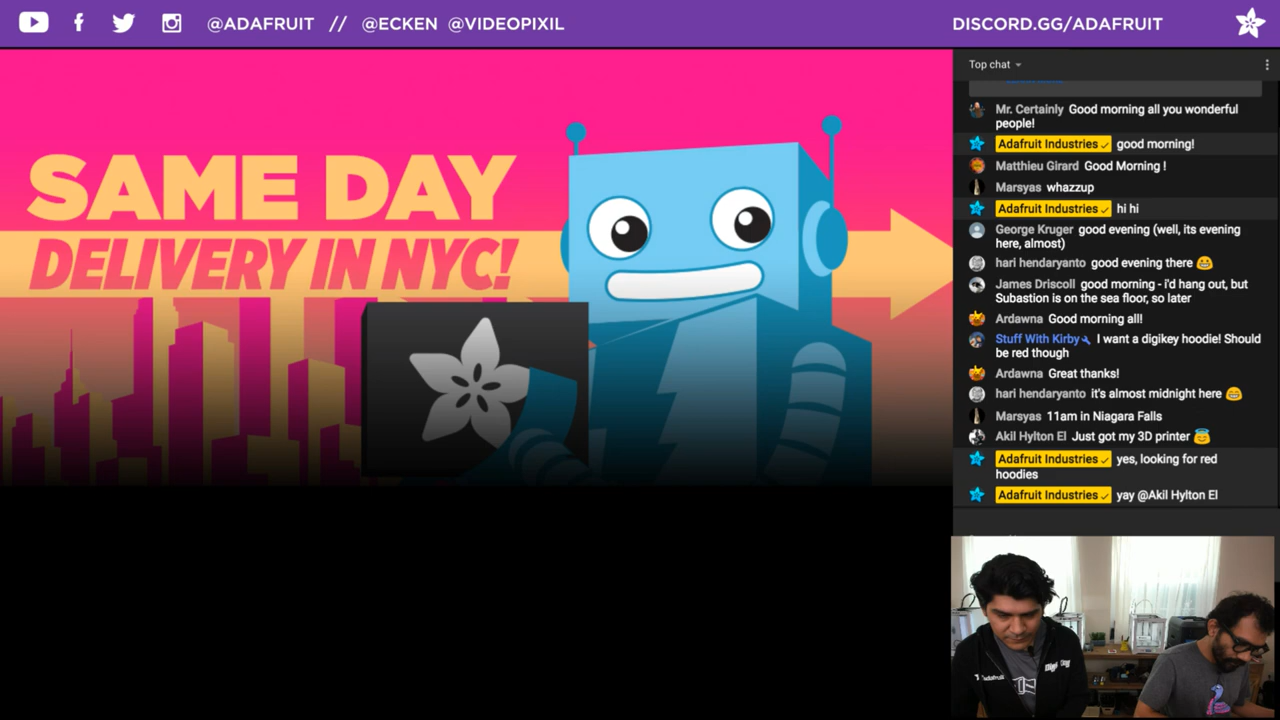 @ADAFRUIT // @ECKEN @VIDEOPIXIL
DISCORD.GG/ADAFRUIT
SAME DAY
DELIVERY IN NYC!
Top chat
Mr. Certainly Good morning all you wonderful
people!
Adafruit Industries good morning!
Matthieu Girard Good Morning !
Marsyas whazzup
Adafruit Industries hi hi
George Kruger good evening (well, its evening
here, almost)
hari hendaryanto good evening there 😀
James Driscoll good morning - i'd hang out, but
Subastion is on the sea floor, so later
Ardawna Good morning all!
Stuff With Kirby I want a digikey hoodie! Should
be red though
Ardawna Great thanks!
hari hendaryanto it's almost midnight here 😁
Marsyas 11am in Niagara Falls
Akil Hylton El Just got my 3D printer 😇
Adafruit Industries yes, looking for red
hoodies
Adafruit Industries yay @Akil Hylton El
adafruit